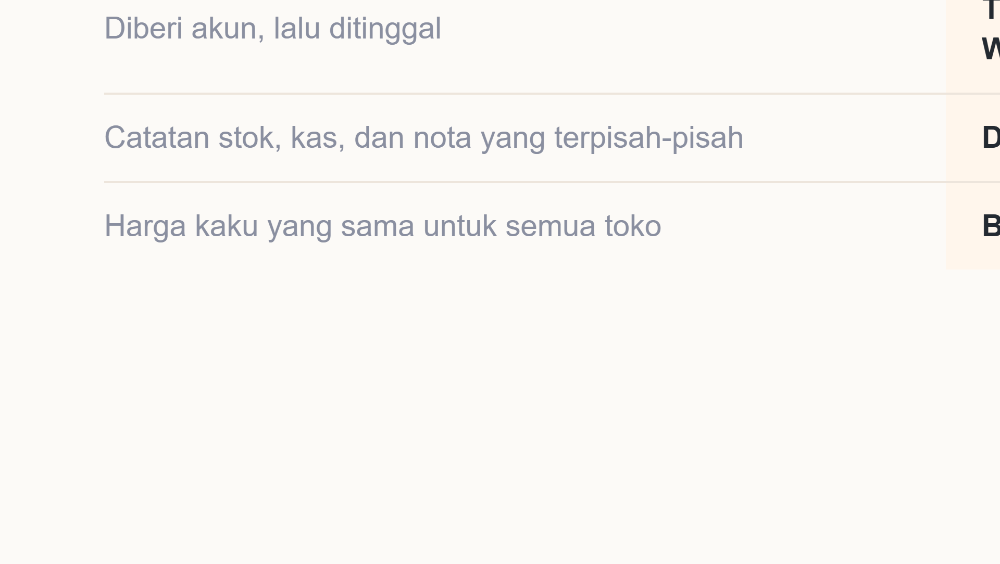 Diberi akun, lalu ditinggal
Catatan stok, kas, dan nota yang terpisah-pisah
Harga kaku yang sama untuk semua toko